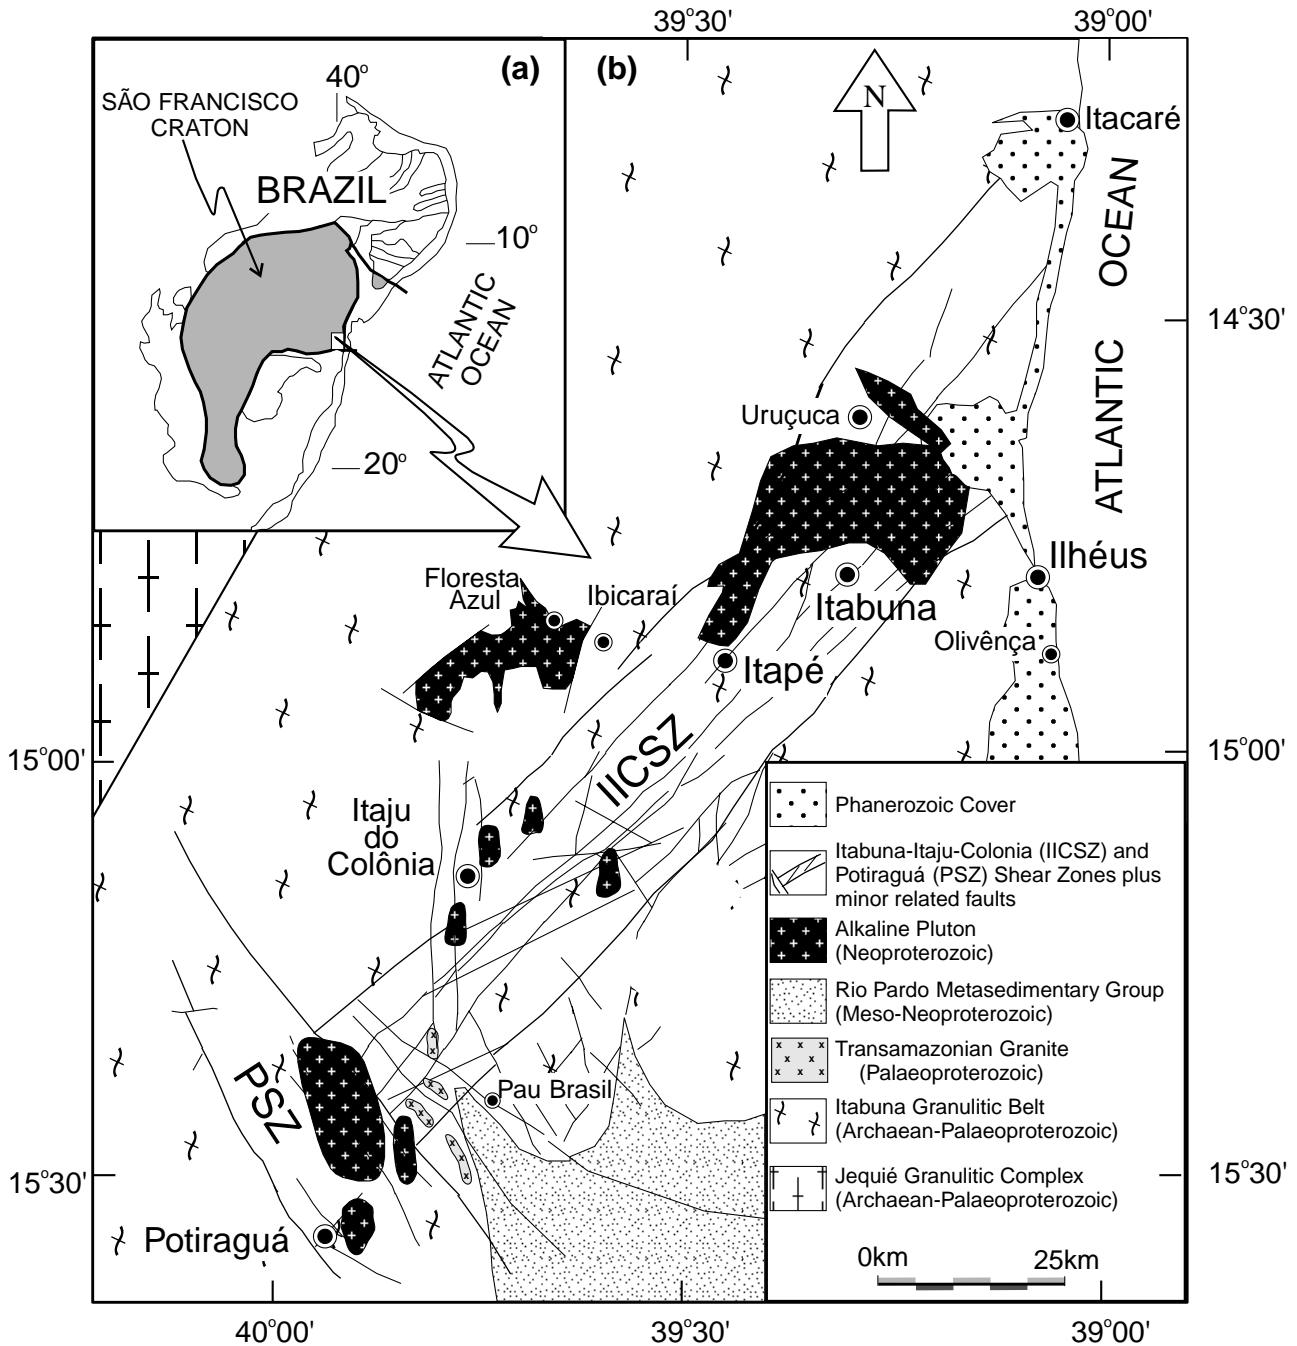 39°30'
39°00'
(a)
(b)
40°
SÃO FRANCISCO
CRATON
BRAZIL
10°
ATLANTIC
OCEAN
20°
N
Itacaré
ATLANTIC OCEAN
14°30'
Uruçuca
Ilhéus
Itabuna
Olivênça
Floresta
Azul
Ibicaraí
Itapé
IICSZ
15°00'
15°00'
Itaju
do
Colônia
PSZ
Pau Brasil
15°30'
15°30'
Potiraguá
Phanerozoic Cover
Itabuna-Itaju-Colonia (IICSZ) and
Potiraguá (PSZ) Shear Zones plus
minor related faults
Alkaline Pluton
(Neoproterozoic)
Rio Pardo Metasedimentary Group
(Meso-Neoproterozoic)
Transamazonian Granite
(Palaeoproterozoic)
Itabuna Granulitic Belt
(Archaean-Palaeoproterozoic)
Jequié Granulitic Complex
(Archaean-Palaeoproterozoic)
0km
25km
40°00'
39°30'
39°00'